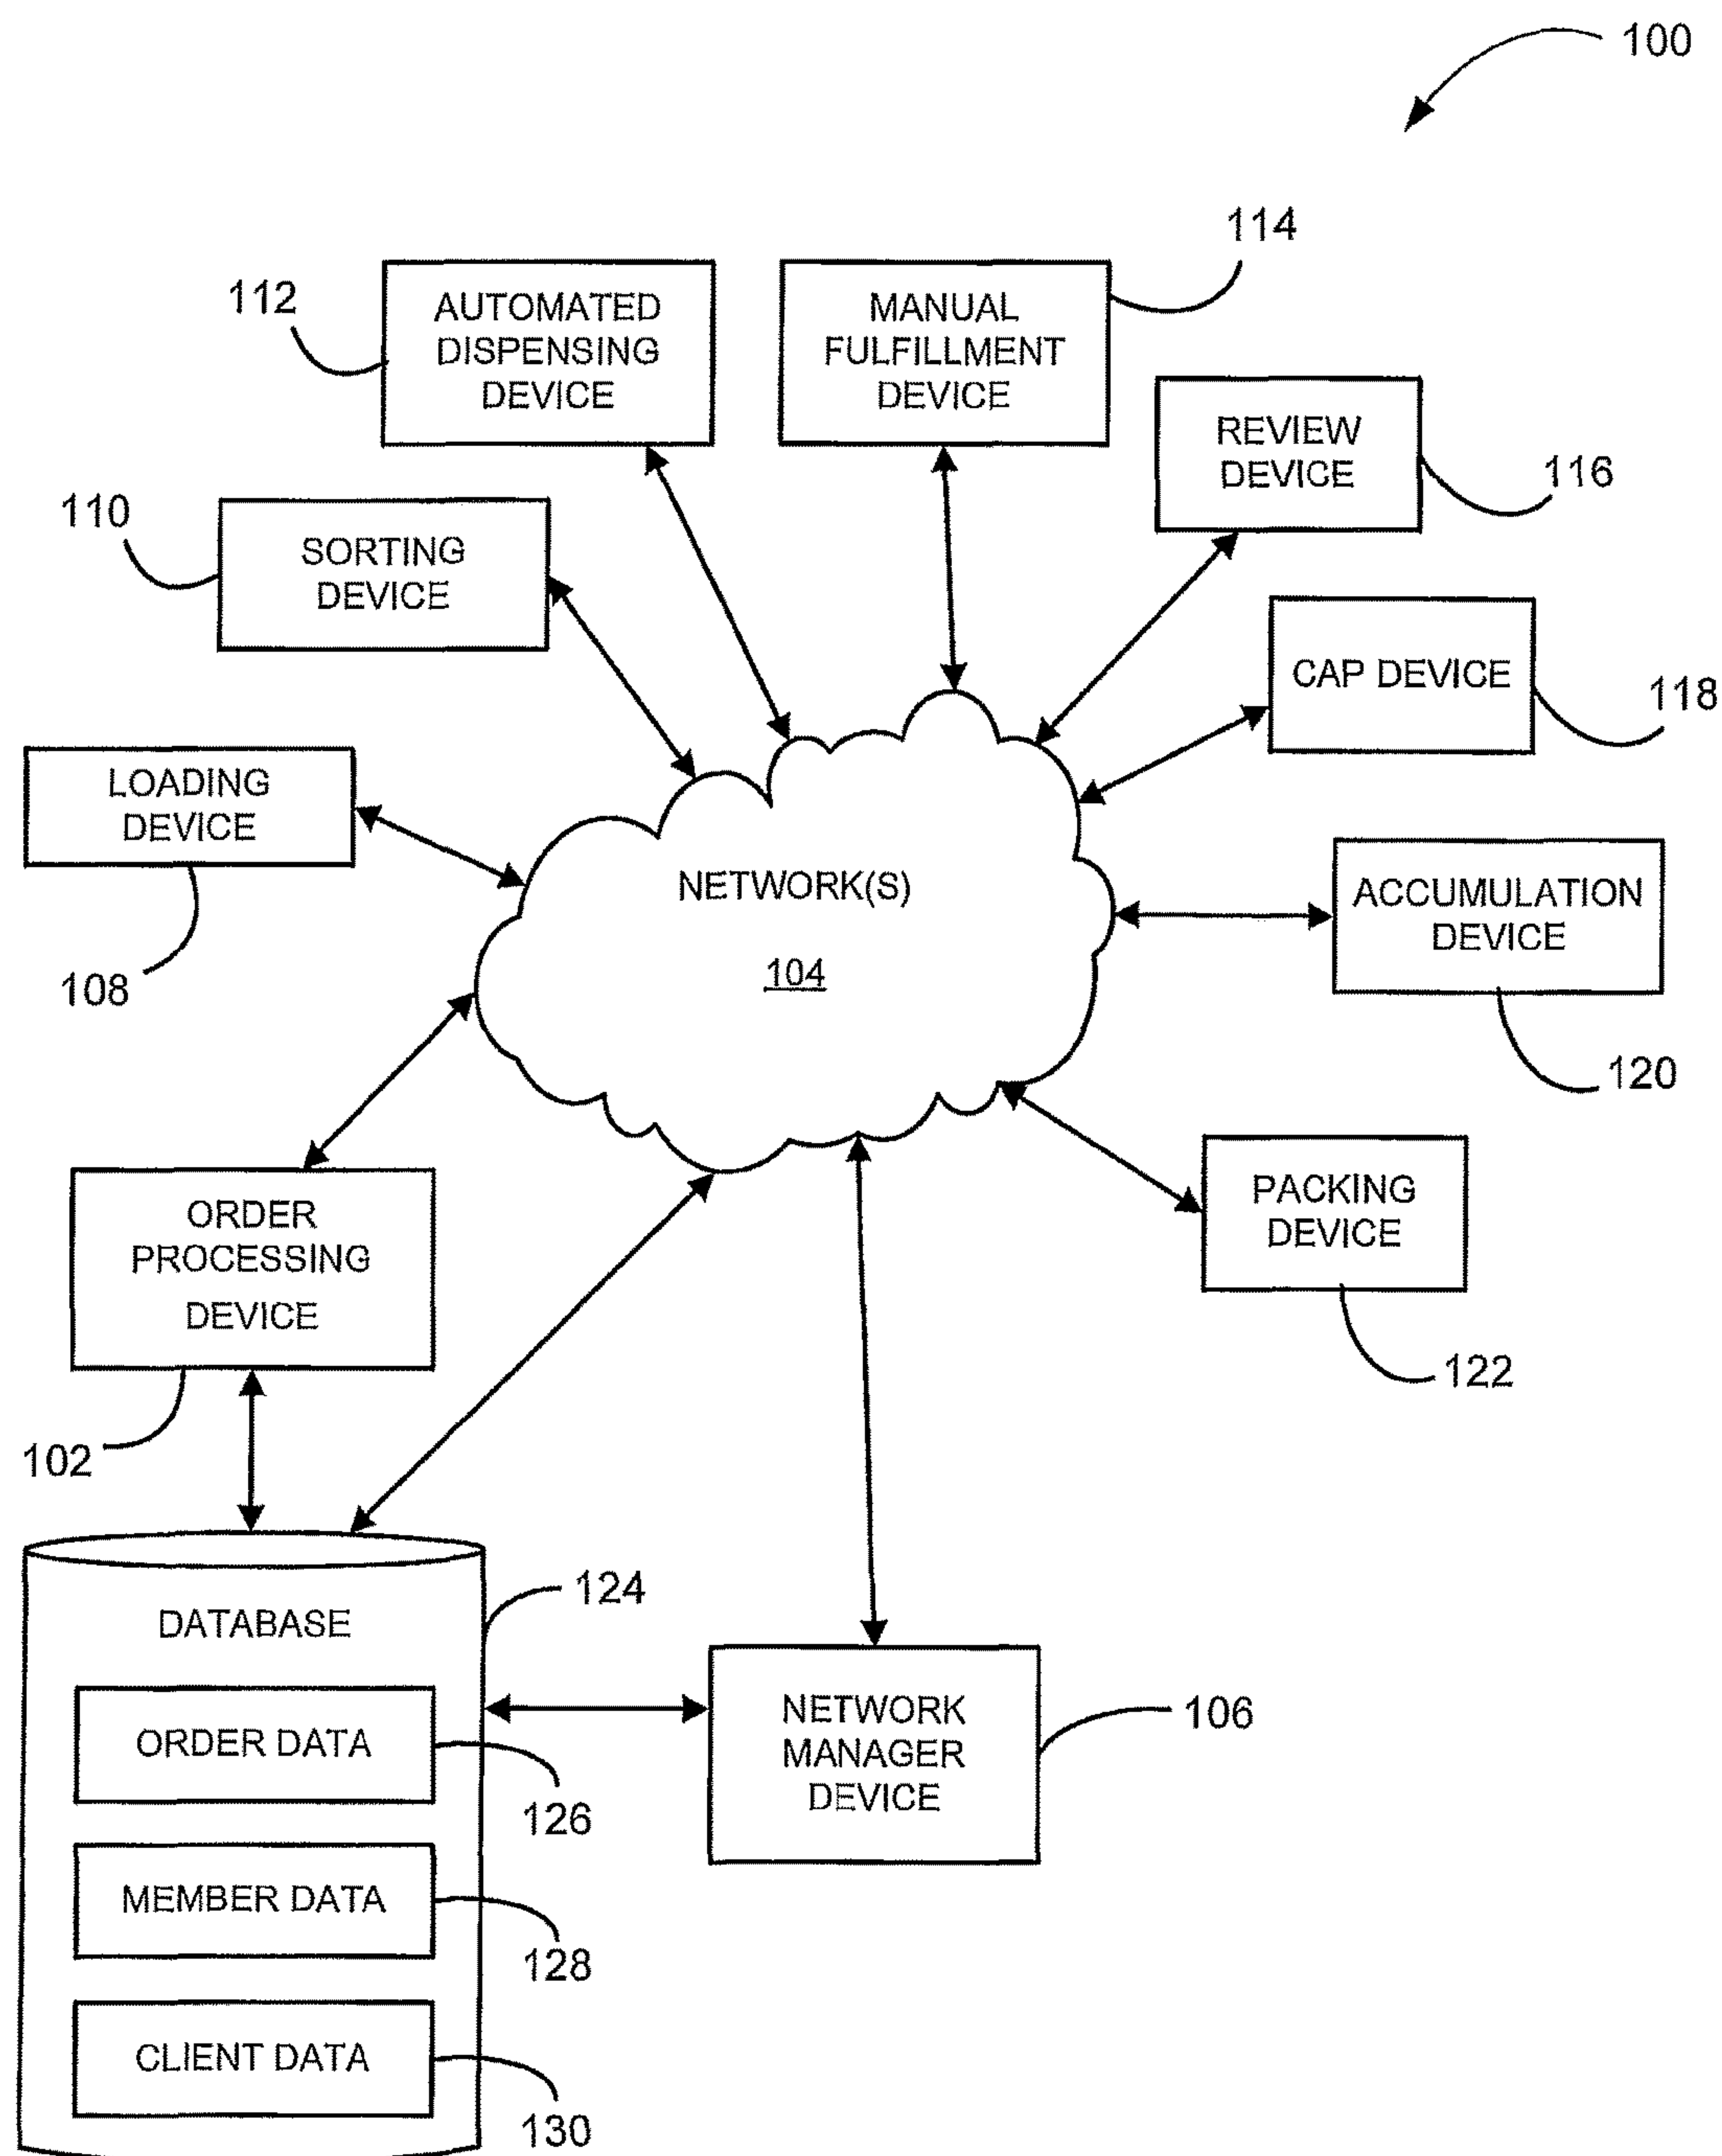 100
114
112
AUTOMATED
DISPENSING
DEVICE
MANUAL
FULFILLMENT
DEVICE
REVIEW
DEVICE
116
110
SORTING
DEVICE
CAP DEVICE
118
LOADING
DEVICE
108
NETWORK(S)
104
ACCUMULATION
DEVICE
120
ORDER
PROCESSING
DEVICE
102
PACKING
DEVICE
122
DATABASE
124
ORDER DATA
126
MEMBER DATA
128
CLIENT DATA
130
NETWORK
MANAGER
DEVICE
106